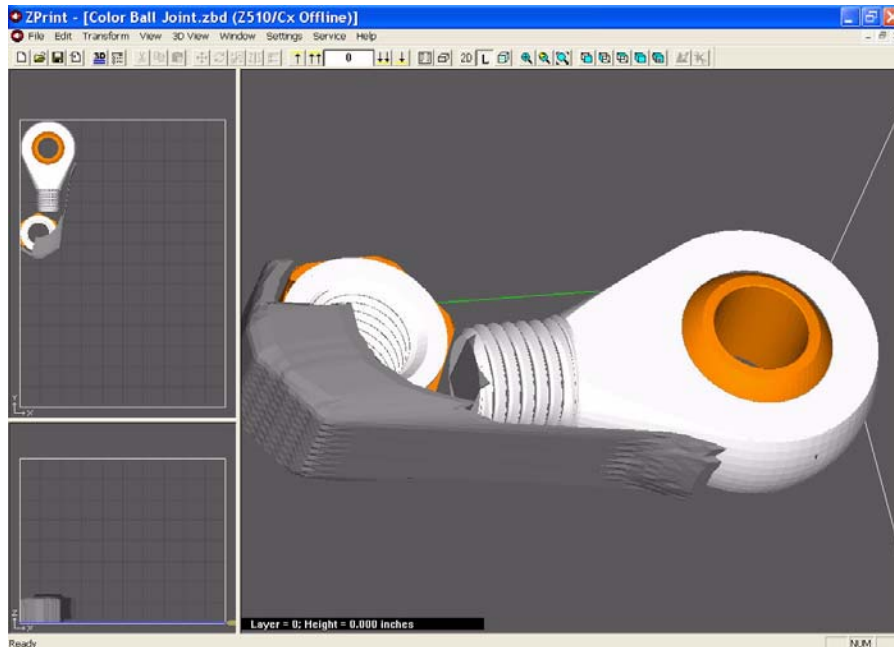 ZPrint - [Color Ball Joint.zbd (Z510/Cx Offline)]
File Edit Transform View 3D View Window Settings Service Help
3D 0 2D L
Y
X
Z
X
Layer = 0; Height = 0.000 inches
Ready NUM